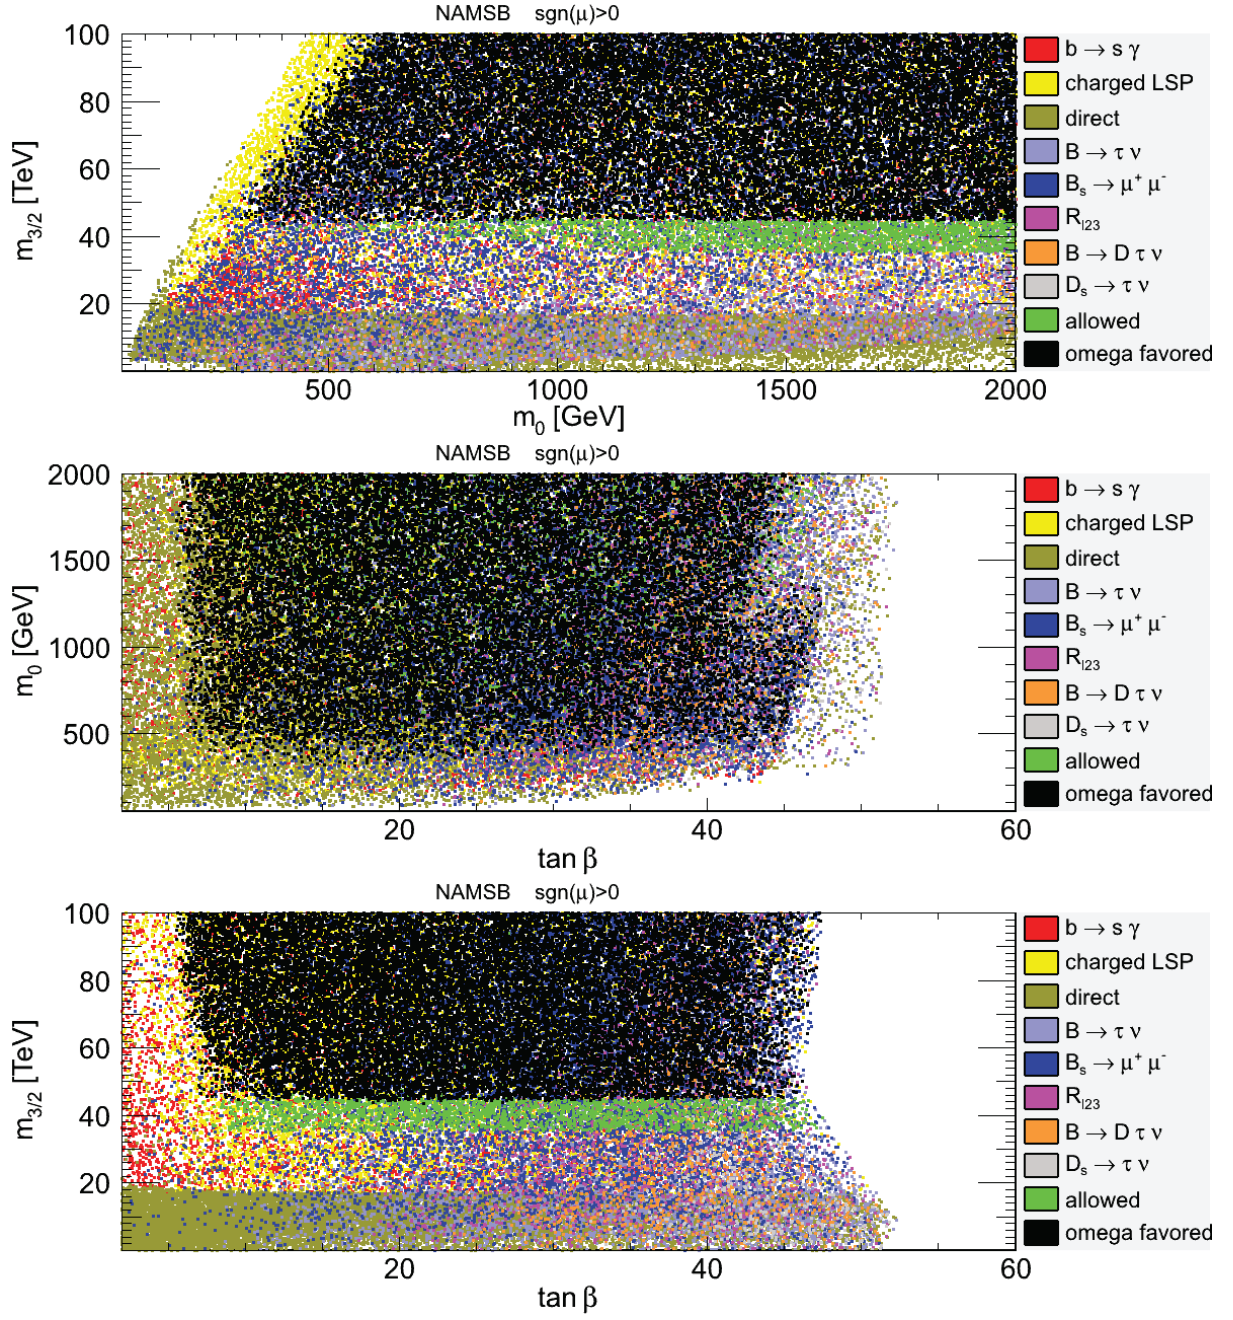 NAMSB sgn(μ)>0
100
80
60
40
20
m3/2 [TeV]
500 1000 1500 2000
m0 [GeV]
b → s γ
charged LSP
direct
B → τ ν
Bs → μ+ μ-
Rl23
B → D τ ν
Ds → τ ν
allowed
omega favored
NAMSB sgn(μ)>0
2000
1500
1000
500
m0 [GeV]
20 40 60
tan β
b → s γ
charged LSP
direct
B → τ ν
Bs → μ+ μ-
Rl23
B → D τ ν
Ds → τ ν
allowed
omega favored
NAMSB sgn(μ)>0
100
80
60
40
20
m3/2 [TeV]
20 40 60
tan β
b → s γ
charged LSP
direct
B → τ ν
Bs → μ+ μ-
Rl23
B → D τ ν
Ds → τ ν
allowed
omega favored